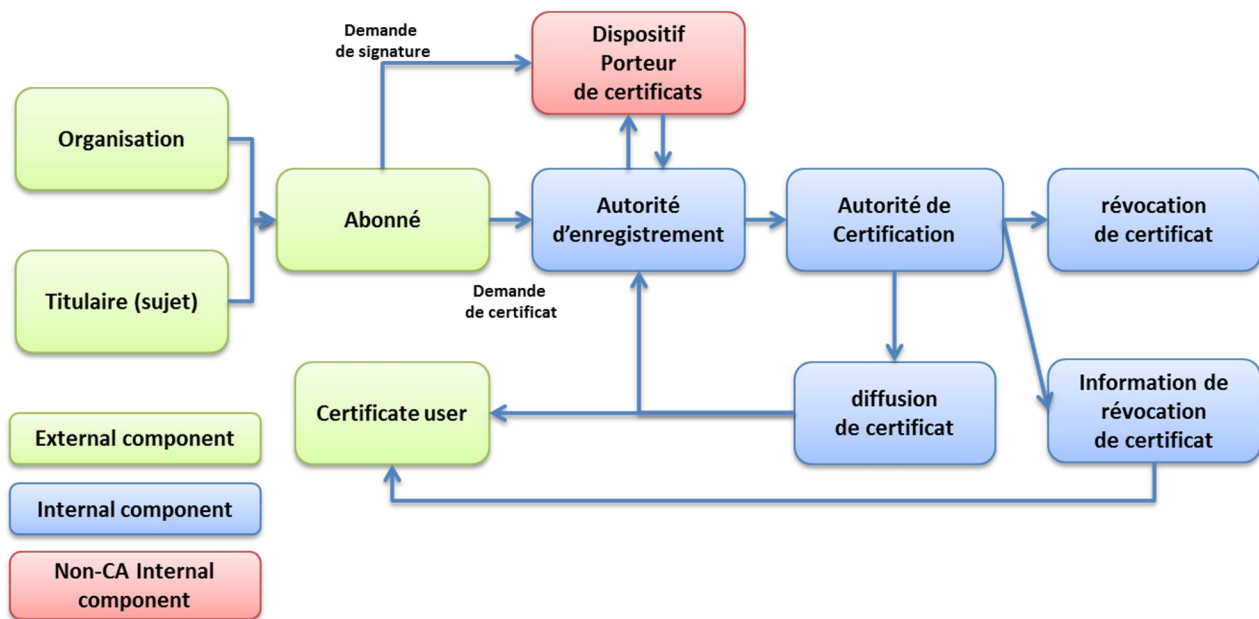 Demande
de signature
Dispositif
Porteur
de certificats
Organisation
Abonné
Autorité
d’enregistrement
Autorité de
Certification
révocation
de certificat
Titulaire (sujet)
Demande
de certificat
Certificate user
diffusion
de certificat
Information de
révocation
de certificat
External component
Internal component
Non-CA Internal
component